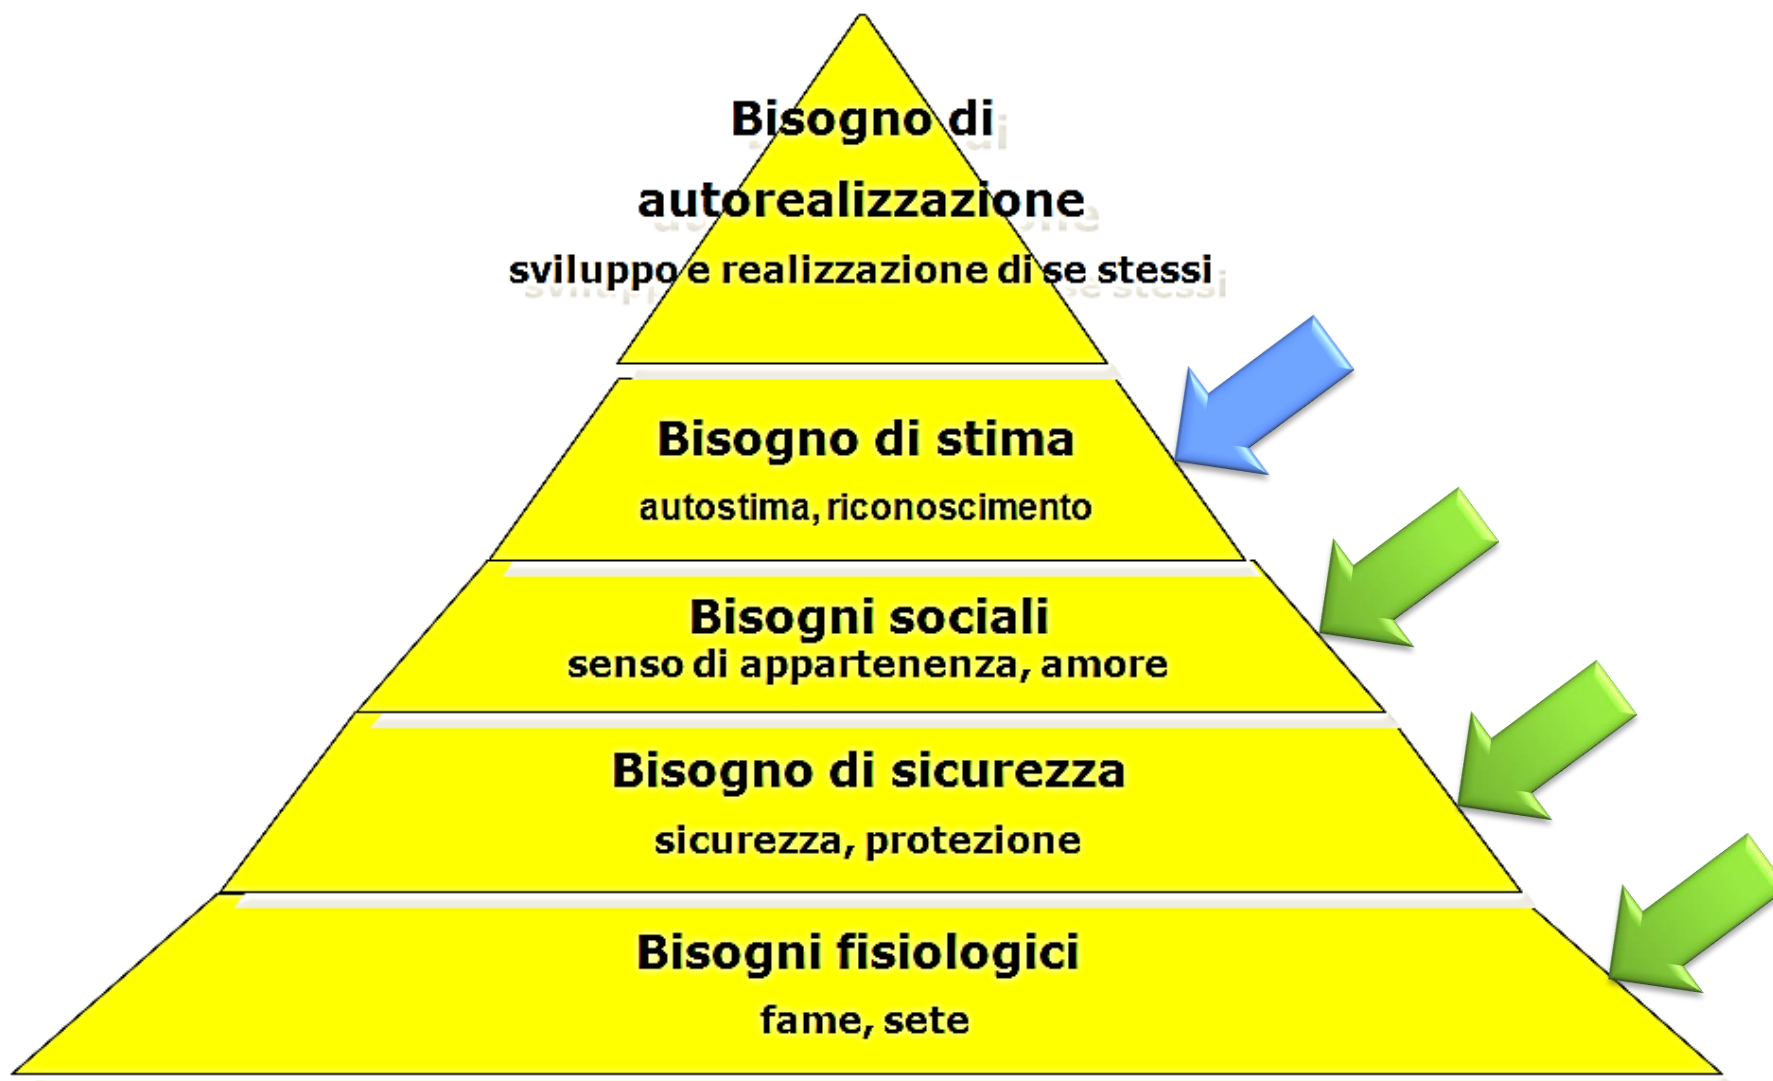 Bisogno di
autorealizzazione
sviluppo e realizzazione di se stessi
Bisogno di stima
autostima, riconoscimento
Bisogni sociali
senso di appartenenza, amore
Bisogno di sicurezza
sicurezza, protezione
Bisogni fisiologici
fame, sete